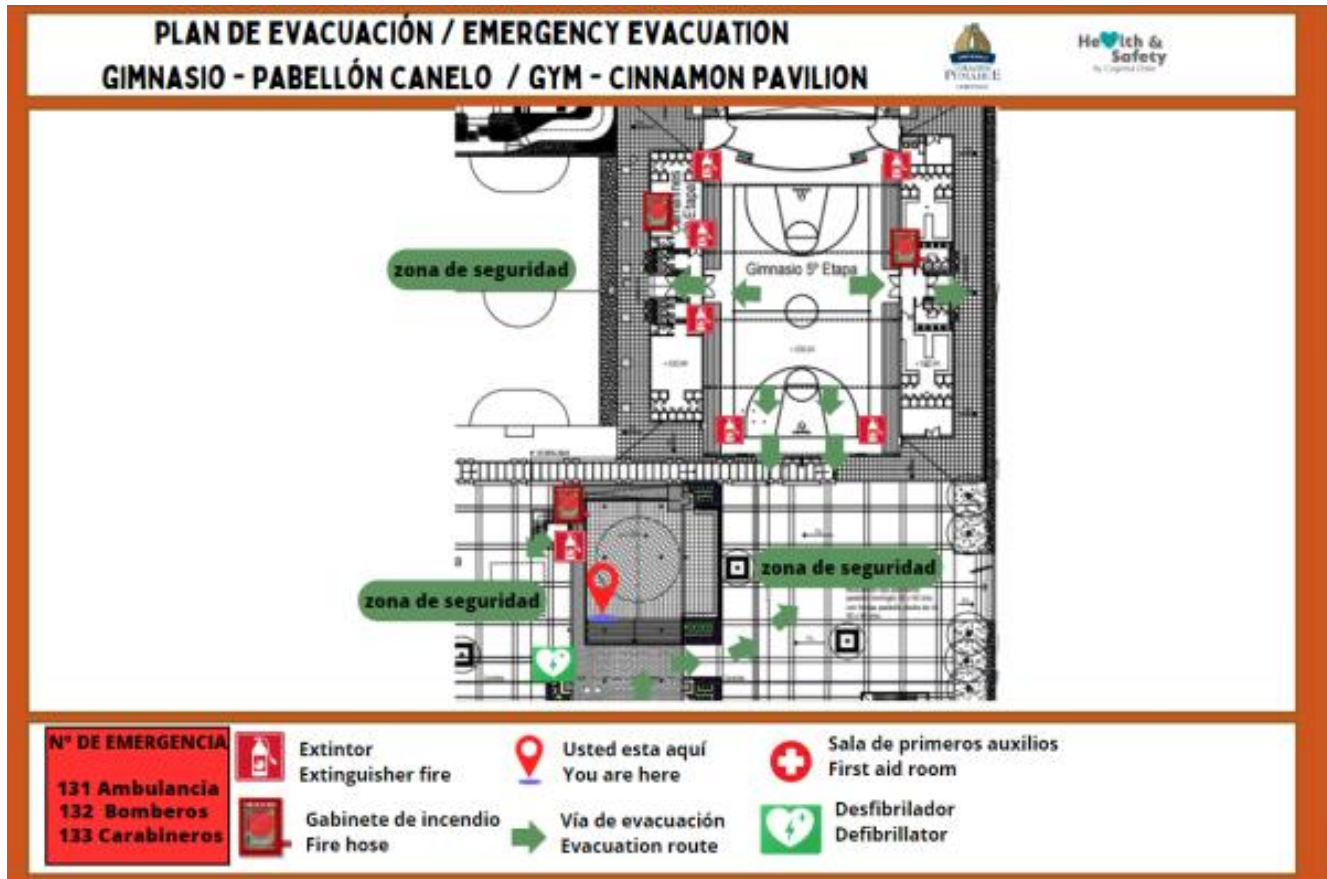 PLAN DE EVACUACIÓN / EMERGENCY EVACUATION
GIMNASIO - PABELLÓN CANELO / GYM - CINNAMON PAVILION
Health &
Safety
By Cognita Chile
zona de seguridad
Gimnasio 5º Etapa
zona de seguridad
zona de seguridad
Nº DE EMERGENCIA
131 Ambulancia
132 Bomberos
133 Carabineros
Extintor
Extinguisher fire
Gabinete de incendio
Fire hose
Usted esta aquí
You are here
Vía de evacuación
Evacuation route
Sala de primeros auxilios
First aid room
Desfibrilador
Defibrillator